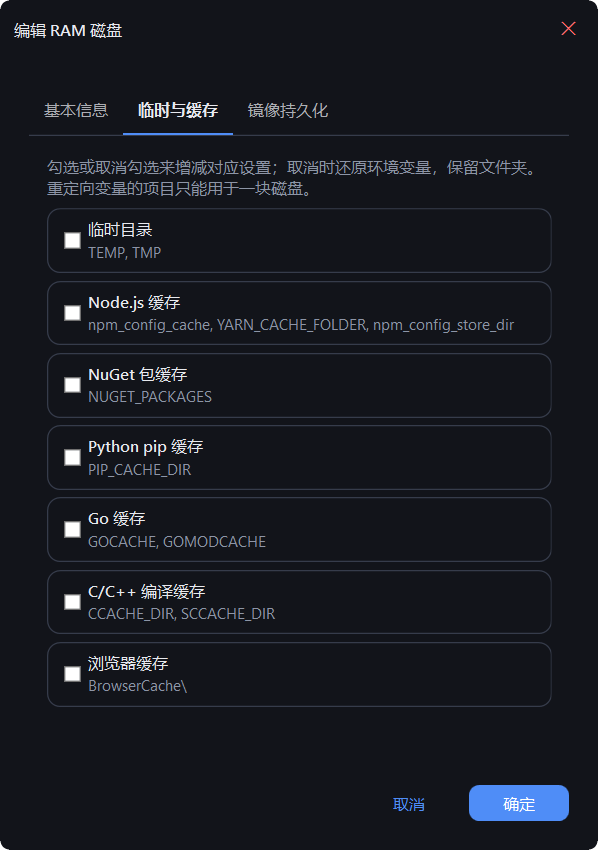 编辑 RAM 磁盘
基本信息
临时与缓存
镜像持久化
勾选或取消勾选来增减对应设置；取消时还原环境变量，保留文件夹。
重定向变量的项目只能用于一块磁盘。
临时目录
TEMP, TMP
Node.js 缓存
npm_config_cache, YARN_CACHE_FOLDER, npm_config_store_dir
NuGet 包缓存
NUGET_PACKAGES
Python pip 缓存
PIP_CACHE_DIR
Go 缓存
GOCACHE, GOMODCACHE
C/C++ 编译缓存
CCACHE_DIR, SCCACHE_DIR
浏览器缓存
BrowserCache\
取消
确定